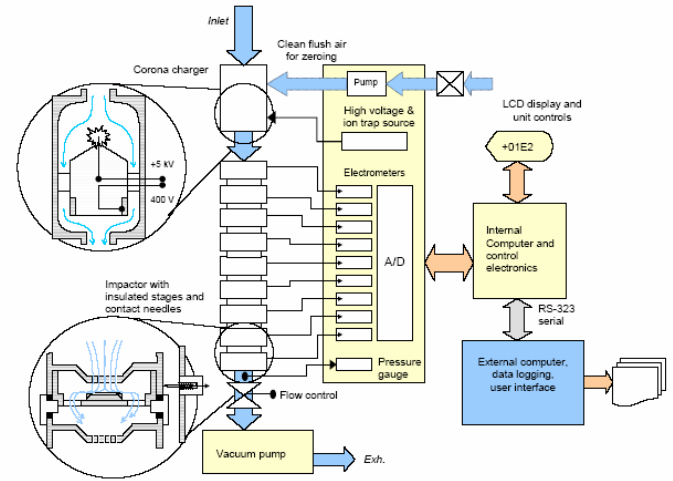 Inlet
Clean flush air
for zeroing
Corona charger
Pump
High voltage &
ion trap source
LCD display and
unit controls
+01E2
+5 kV
400 V
Electrometers
A/D
Internal
Computer and
control
electronics
Impactor with
insulated stages and
contact needles
RS-323
serial
Pressure
gauge
External computer,
data logging,
user interface
Flow control
Vacuum pump
Exh.